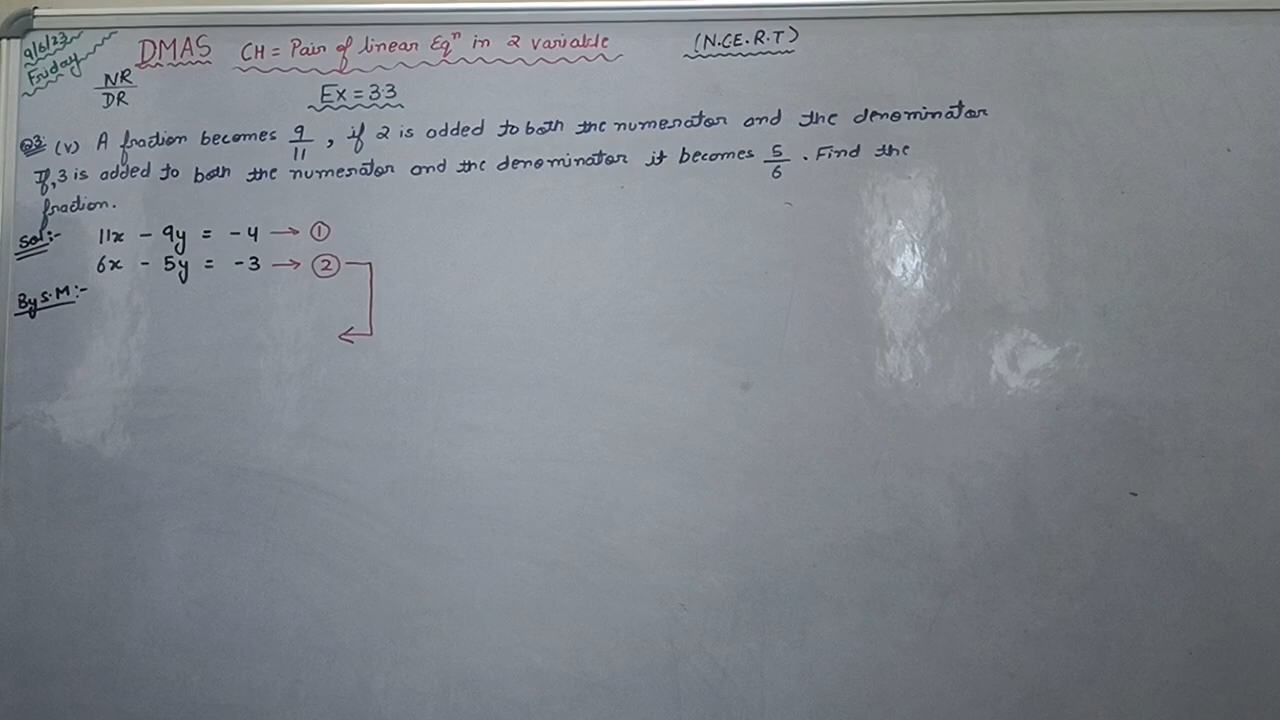 9/6/23
Friday
DMAS CH = Pair of linear Eqⁿ in 2 variable (N.C.E.R.T)
NR/DR
Ex = 3.3
Q3: (v) A fraction becomes 9/11, if 2 is added to both the numerator and the denominator
If, 3 is added to both the numerator and the denominator it becomes 5/6. Find the
fraction.
Sol:- 11x - 9y = -4 → ①
6x - 5y = -3 → ②
By S.M:-